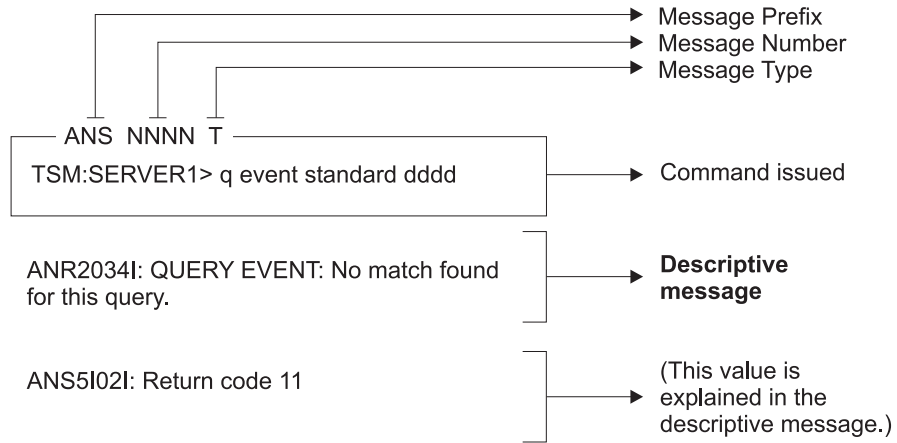 Message Prefix
Message Number
Message Type
ANS NNNN T
TSM:SERVER1> q event standard dddd
Command issued
ANR2034I: QUERY EVENT: No match found
for this query.
Descriptive
message
ANS5I02I: Return code 11
(This value is
explained in the
descriptive message.)